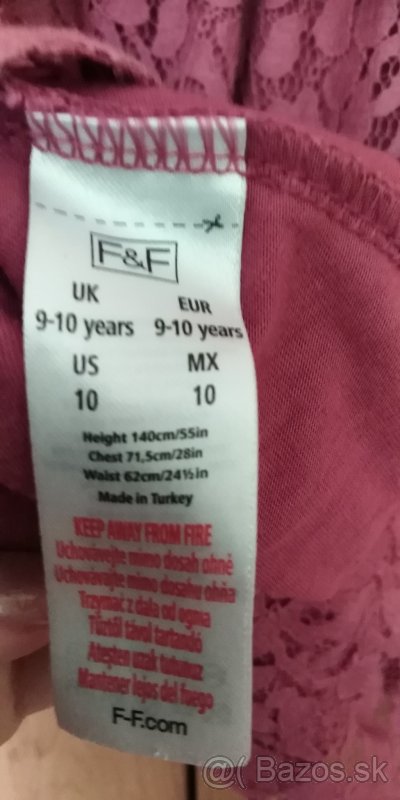 F&F
UK EUR
9-10 years 9-10 years
US MX
10 10
Height 140cm/55in
Chest 71,5cm/28in
Waist 62cm/24½in
Made in Turkey
KEEP AWAY FROM FIRE
Uchovávejte mimo dosah ohně
Uchovávajte mimo dosahu ohňa
Trzymać z dala od ognia
Tűztől távol tartandó
Ateşten uzak tutunuz
Mantener lejos del fuego
F-F.com
@ Bazos.sk